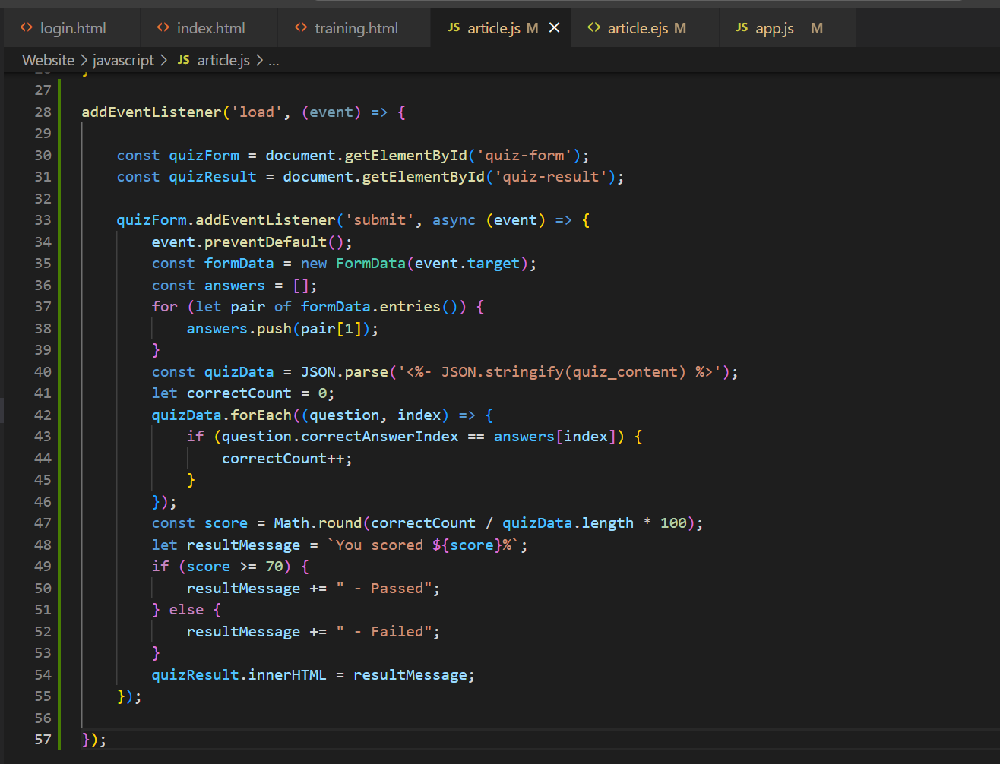 login.html index.html training.html JS article.js M article.ejs M JS app.js M
Website > javascript > JS article.js > ...
27
28 addEventListener('load', (event) => {
29
30 const quizForm = document.getElementById('quiz-form');
31 const quizResult = document.getElementById('quiz-result');
32
33 quizForm.addEventListener('submit', async (event) => {
34 event.preventDefault();
35 const formData = new FormData(event.target);
36 const answers = [];
37 for (let pair of formData.entries()) {
38 answers.push(pair[1]);
39 }
40 const quizData = JSON.parse('<%- JSON.stringify(quiz_content) %>');
41 let correctCount = 0;
42 quizData.forEach((question, index) => {
43 if (question.correctAnswerIndex == answers[index]) {
44 correctCount++;
45 }
46 });
47 const score = Math.round(correctCount / quizData.length * 100);
48 let resultMessage = `You scored ${score}%`;
49 if (score >= 70) {
50 resultMessage += " - Passed";
51 } else {
52 resultMessage += " - Failed";
53 }
54 quizResult.innerHTML = resultMessage;
55 });
56
57 });